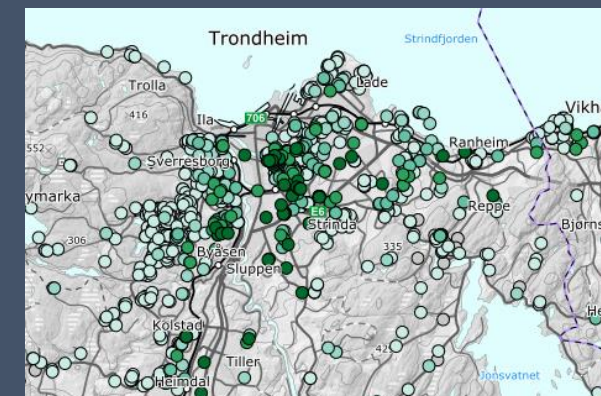 Trondheim
Strindfjorden
Lade
Trolla
416
Vikh
Ila
706
Ranheim
552
Sverresborg
ymarka
Reppe
E6
Strinda
Bjørns
306
Byåsen
335
Sluppen
He
Kolstad
42
Tiller
Jonsvatnet
Heimdal